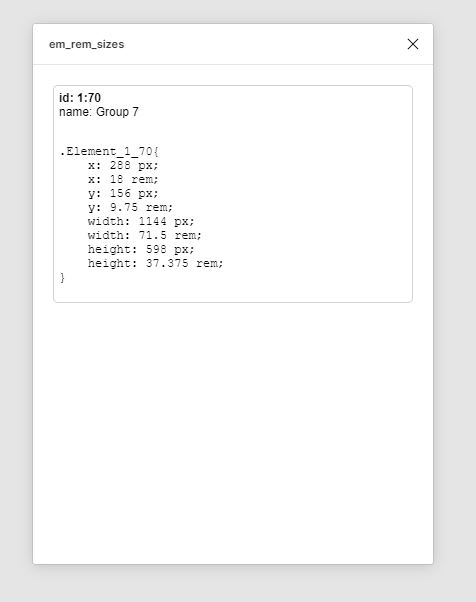 em_rem_sizes
id: 1:70
name: Group 7
.Element_1_70{
x: 288 px;
x: 18 rem;
y: 156 px;
y: 9.75 rem;
width: 1144 px;
width: 71.5 rem;
height: 598 px;
height: 37.375 rem;
}